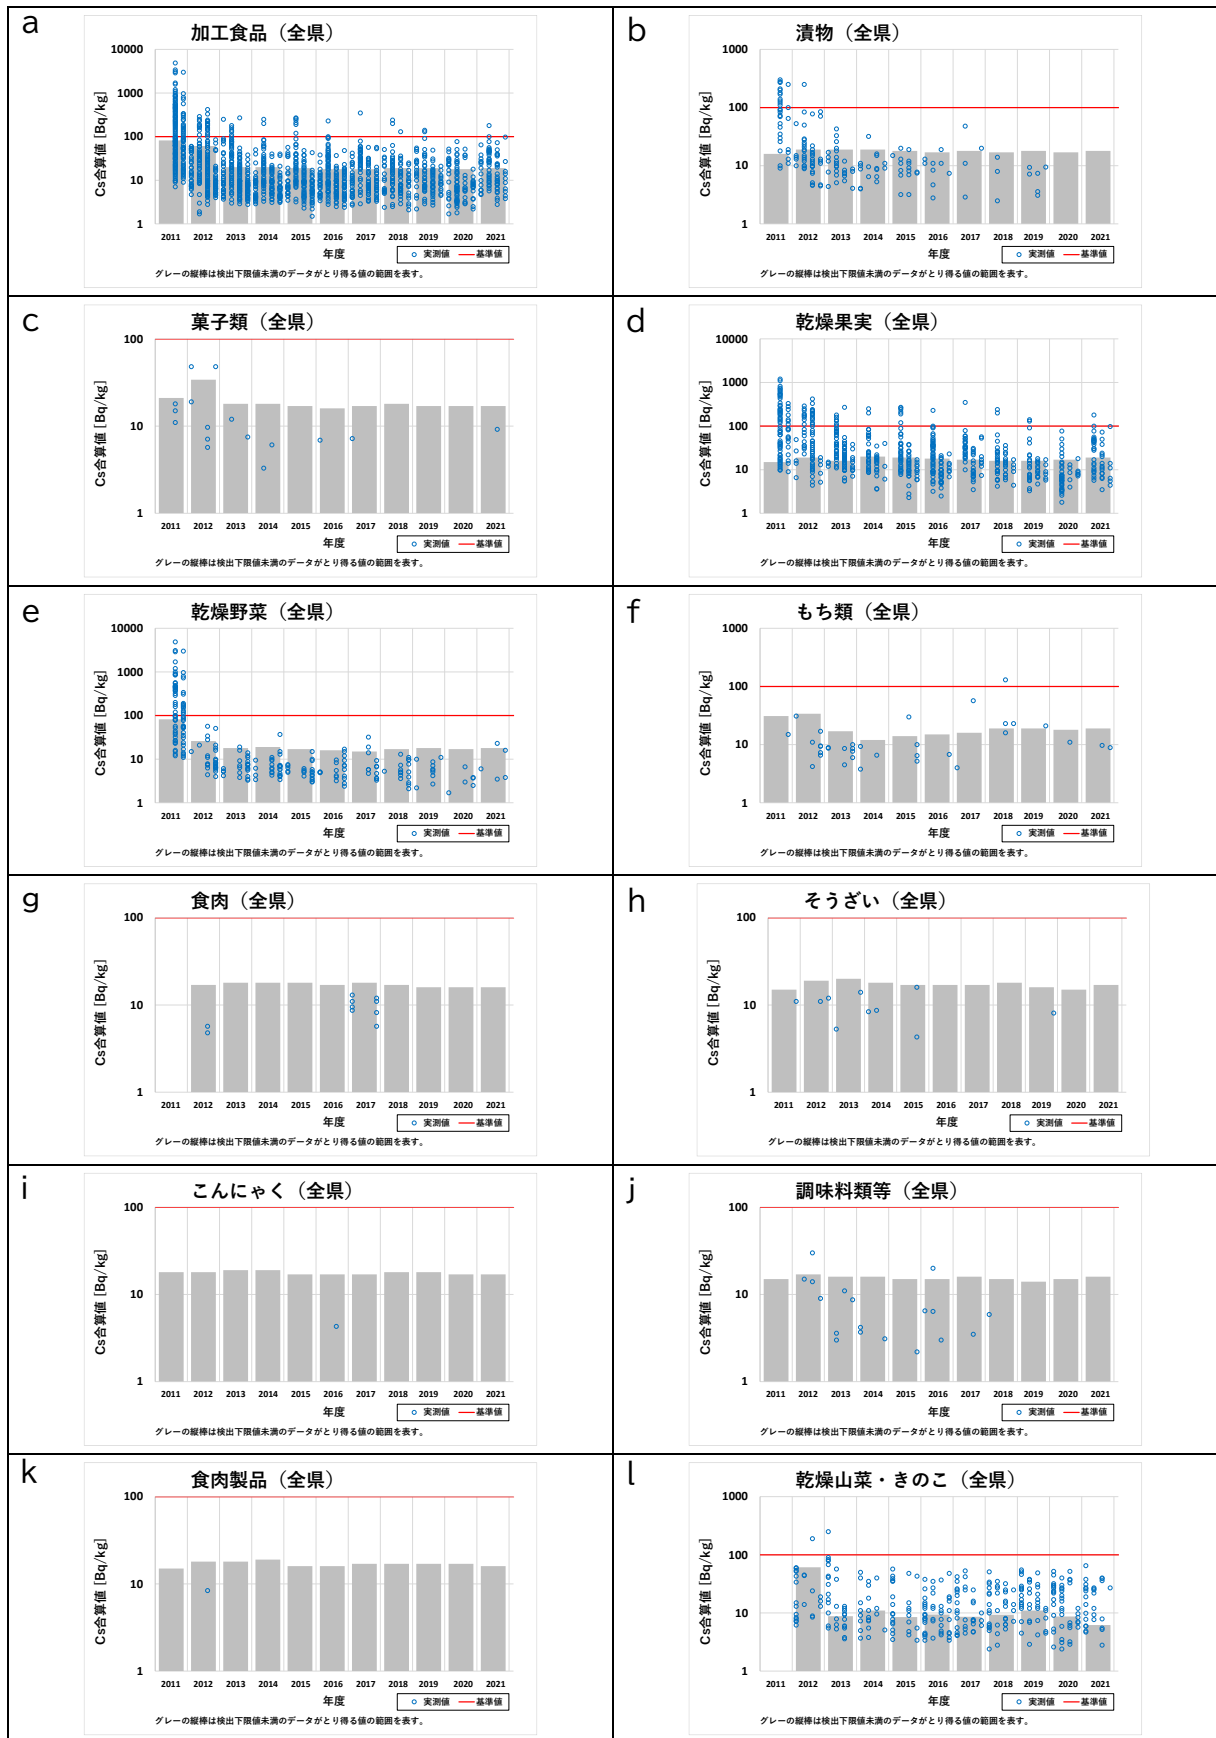 a
加工食品（全県）
Cs合算値 [Bq/kg]
10000
1000
100
10
1
2011 2012 2013 2014 2015 2016 2017 2018 2019 2020 2021
年度
実測値 基準値
グレーの縦棒は検出下限値未満のデータがとり得る値の範囲を表す。
b
漬物（全県）
Cs合算値 [Bq/kg]
1000
100
10
1
2011 2012 2013 2014 2015 2016 2017 2018 2019 2020 2021
年度
実測値 基準値
グレーの縦棒は検出下限値未満のデータがとり得る値の範囲を表す。
c
菓子類（全県）
Cs合算値 [Bq/kg]
100
10
1
2011 2012 2013 2014 2015 2016 2017 2018 2019 2020 2021
年度
実測値 基準値
グレーの縦棒は検出下限値未満のデータがとり得る値の範囲を表す。
d
乾燥果実（全県）
Cs合算値 [Bq/kg]
10000
1000
100
10
1
2011 2012 2013 2014 2015 2016 2017 2018 2019 2020 2021
年度
実測値 基準値
グレーの縦棒は検出下限値未満のデータがとり得る値の範囲を表す。
e
乾燥野菜（全県）
Cs合算値 [Bq/kg]
10000
1000
100
10
1
2011 2012 2013 2014 2015 2016 2017 2018 2019 2020 2021
年度
実測値 基準値
グレーの縦棒は検出下限値未満のデータがとり得る値の範囲を表す。
f
もち類（全県）
Cs合算値 [Bq/kg]
1000
100
10
1
2011 2012 2013 2014 2015 2016 2017 2018 2019 2020 2021
年度
実測値 基準値
グレーの縦棒は検出下限値未満のデータがとり得る値の範囲を表す。
g
食肉（全県）
Cs合算値 [Bq/kg]
100
10
1
2011 2012 2013 2014 2015 2016 2017 2018 2019 2020 2021
年度
実測値 基準値
グレーの縦棒は検出下限値未満のデータがとり得る値の範囲を表す。
h
そうざい（全県）
Cs合算値 [Bq/kg]
100
10
1
2011 2012 2013 2014 2015 2016 2017 2018 2019 2020 2021
年度
実測値 基準値
グレーの縦棒は検出下限値未満のデータがとり得る値の範囲を表す。
i
こんにゃく（全県）
Cs合算値 [Bq/kg]
100
10
1
2011 2012 2013 2014 2015 2016 2017 2018 2019 2020 2021
年度
実測値 基準値
グレーの縦棒は検出下限値未満のデータがとり得る値の範囲を表す。
j
調味料類等（全県）
Cs合算値 [Bq/kg]
100
10
1
2011 2012 2013 2014 2015 2016 2017 2018 2019 2020 2021
年度
実測値 基準値
グレーの縦棒は検出下限値未満のデータがとり得る値の範囲を表す。
k
食肉製品（全県）
Cs合算値 [Bq/kg]
100
10
1
2011 2012 2013 2014 2015 2016 2017 2018 2019 2020 2021
年度
実測値 基準値
グレーの縦棒は検出下限値未満のデータがとり得る値の範囲を表す。
l
乾燥山菜・きのこ（全県）
Cs合算値 [Bq/kg]
1000
100
10
1
2011 2012 2013 2014 2015 2016 2017 2018 2019 2020 2021
年度
実測値 基準値
グレーの縦棒は検出下限値未満のデータがとり得る値の範囲を表す。